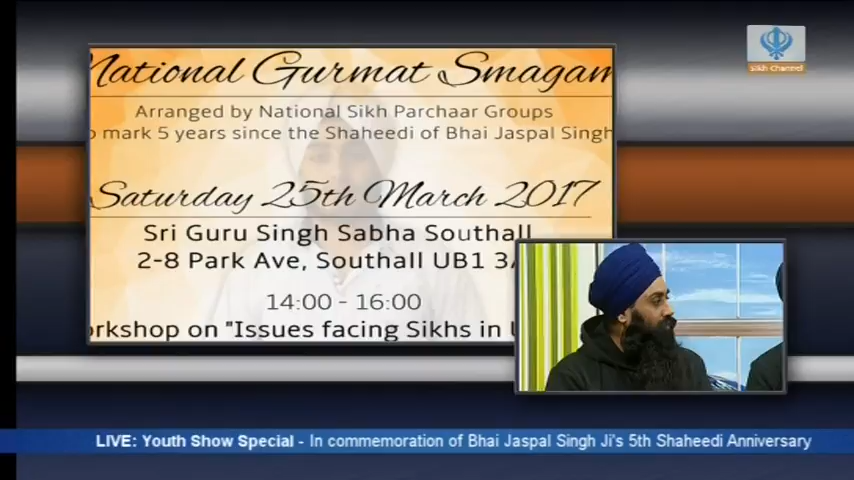 National Gurmat Smagam
Arranged by National Sikh Parchaar Groups
o mark 5 years since the Shaheedi of Bhai Jaspal Singh
Saturday 25th March 2017
Sri Guru Singh Sabha Southall
2-8 Park Ave, Southall UB1 3
14:00 - 16:00
orkshop on "Issues facing Sikhs in
Sikh Channel
LIVE: Youth Show Special - In commemoration of Bhai Jaspal Singh Ji's 5th Shaheedi Anniversary